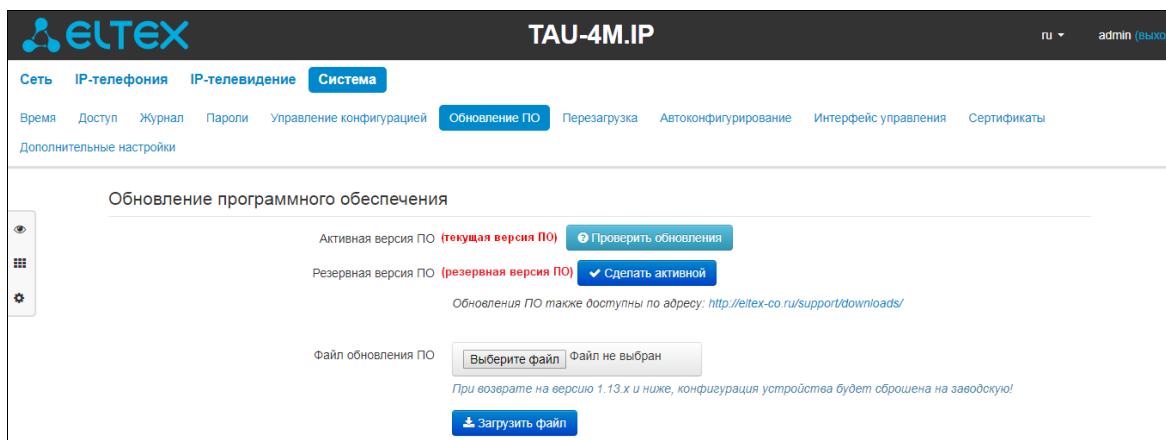 ELTEX TAU-4M.IP ru admin (выхо
Сеть IP-телефония IP-телевидение Система
Время Доступ Журнал Пароли Управление конфигурацией Обновление ПО Перезагрузка Автоконфигурирование Интерфейс управления Сертификаты
Дополнительные настройки
Обновление программного обеспечения
Активная версия ПО (текущая версия ПО) Проверить обновления
Резервная версия ПО (резервная версия ПО) Сделать активной
Обновления ПО также доступны по адресу: http://eltex-co.ru/support/downloads/
Файл обновления ПО Выберите файл Файл не выбран
При возврате на версию 1.13.x и ниже, конфигурация устройства будет сброшена на заводскую!
Загрузить файл